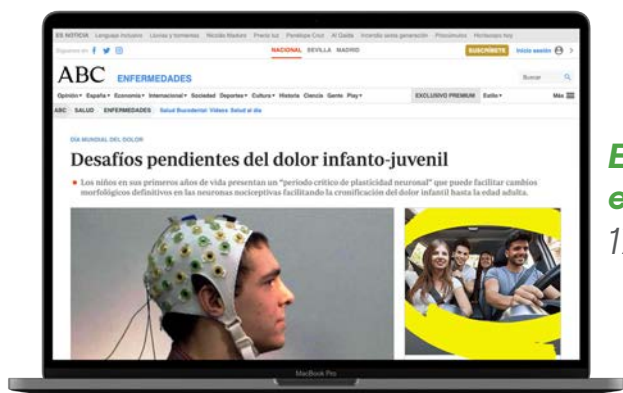 ES NOTICIA Lenguaje inclusivo Lluvias y tormentas Nicolás Maduro Precio luz Penélope Cruz Al Qaida Incendio sexta generación Pinzolumos Horóscopo hoy
NACIONAL SEVILLA MADRID
SUSCRÍBETE Inicia sesión
ABC ENFERMEDADES
Buscar
Opinión España Economía Internacional Sociedad Deportes Cultura Historia Ciencia Gente Play EXCLUSIVO PREMIUM Estilo Más
ABC SALUD ENFERMEDADES Salud Bucodental Vídeos Salud al día
DÍA MUNDIAL DEL DOLOR
Desafíos pendientes del dolor infanto-juvenil
Los niños en sus primeros años de vida presentan un "periodo crítico de plasticidad neuronal" que puede facilitar cambios
morfológicos definitivos en las neuronas nociceptivas facilitando la cronificación del dolor infantil hasta la edad adulta.
MacBook Pro